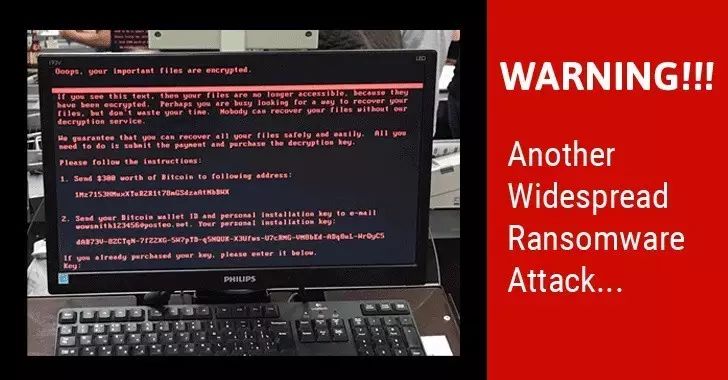 193V
LED
Ooops, your important files are encrypted.
If you see this text, then your files are no longer accessible, because they
have been encrypted. Perhaps you are busy looking for a way to recover your
files, but don't waste your time. Nobody can recover your files without our
decryption service.
We guarantee that you can recover all your files safely and easily. All you
need to do is submit the payment and purchase the decryption key.
Please follow the instructions:
1. Send $300 worth of Bitcoin to following address:
1Mz7153HMuxXTuR2R1t78mGSdzaAtNbBWX
2. Send your Bitcoin wallet ID and personal installation key to e-mail
wowsmith123456@posteo.net. Your personal installation key:
If you already purchased your key, please enter it below.
Key:
PHILIPS
WARNING!!!
Another
Widespread
Ransomware
Attack...